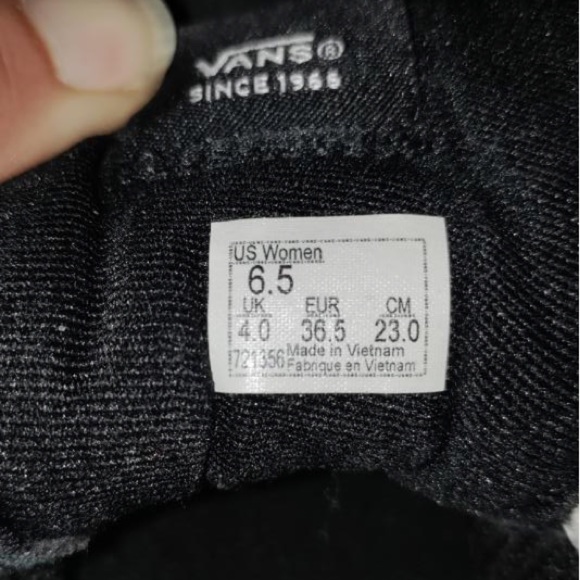 VANS®
SINCE 1966
US Women
6.5
UK EUR CM
4.0 36.5 23.0
721356 Made in Vietnam
Fabrique en Vietnam